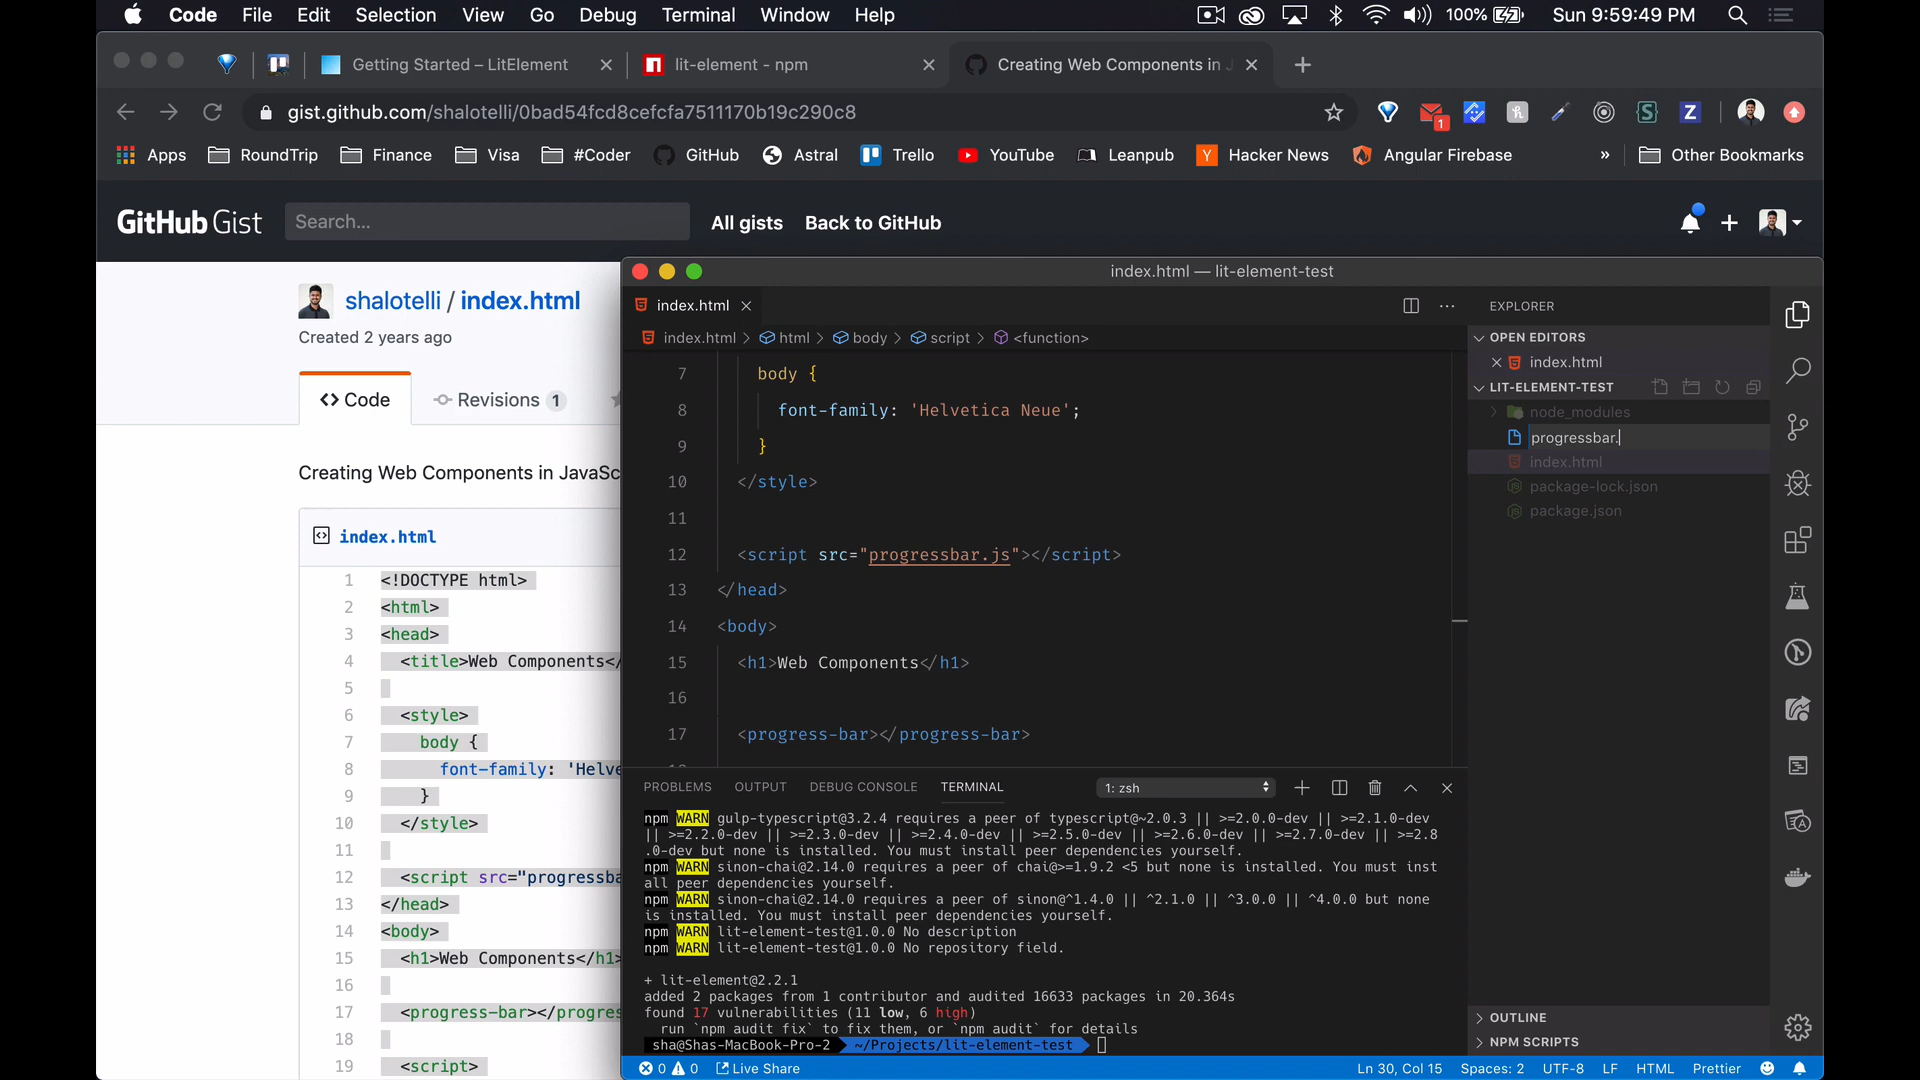 Code File Edit Selection View Go Debug Terminal Window Help 100% Sun 9:59:49 PM
Getting Started – LitElement lit-element - npm Creating Web Components in J
gist.github.com/shalotelli/0bad54fcd8cefcfa7511170b19c290c8
1
Apps RoundTrip Finance Visa #Coder GitHub Astral Trello YouTube Leanpub Hacker News Angular Firebase » Other Bookmarks
GitHub Gist Search... All gists Back to GitHub
shalotelli / index.html
Created 2 years ago
<> Code Revisions 1
Creating Web Components in JavaSc
index.html
1 <!DOCTYPE html>
2 <html>
3 <head>
4 <title>Web Components</
5
6 <style>
7 body {
8 font-family: 'Helve
9 }
10 </style>
11
12 <script src="progressba
13 </head>
14 <body>
15 <h1>Web Components</h1>
16
17 <progress-bar></progres
18
19 <script>
index.html — lit-element-test
index.html
index.html > html > body > script > <function>
7 body {
8 font-family: 'Helvetica Neue';
9 }
10 </style>
11
12 <script src="progressbar.js"></script>
13 </head>
14 <body>
15 <h1>Web Components</h1>
16
17 <progress-bar></progress-bar>
EXPLORER
OPEN EDITORS
index.html
LIT-ELEMENT-TEST
node_modules
progressbar.
index.html
package-lock.json
package.json
OUTLINE
NPM SCRIPTS
PROBLEMS OUTPUT DEBUG CONSOLE TERMINAL 1: zsh
npm WARN gulp-typescript@3.2.4 requires a peer of typescript@~2.0.3 || >=2.0.0-dev || >=2.1.0-dev
|| >=2.2.0-dev || >=2.3.0-dev || >=2.4.0-dev || >=2.5.0-dev || >=2.6.0-dev || >=2.7.0-dev || >=2.8
.0-dev but none is installed. You must install peer dependencies yourself.
npm WARN sinon-chai@2.14.0 requires a peer of chai@>=1.9.2 <5 but none is installed. You must inst
all peer dependencies yourself.
npm WARN sinon-chai@2.14.0 requires a peer of sinon@^1.4.0 || ^2.1.0 || ^3.0.0 || ^4.0.0 but none
is installed. You must install peer dependencies yourself.
npm WARN lit-element-test@1.0.0 No description
npm WARN lit-element-test@1.0.0 No repository field.
+ lit-element@2.2.1
added 2 packages from 1 contributor and audited 16633 packages in 20.364s
found 17 vulnerabilities (11 low, 6 high)
run `npm audit fix` to fix them, or `npm audit` for details
sha@Shas-MacBook-Pro-2 ~/Projects/lit-element-test
0 0 Live Share Ln 30, Col 15 Spaces: 2 UTF-8 LF HTML Prettier